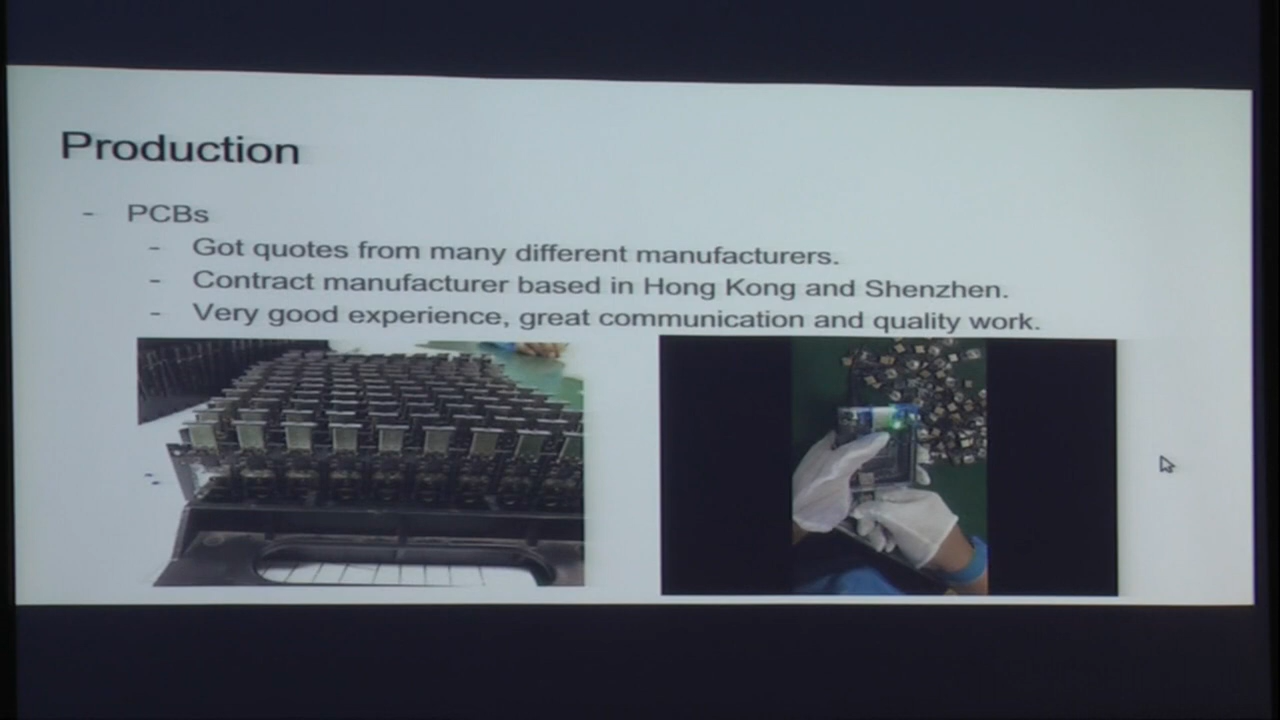 Production
- PCBs
- Got quotes from many different manufacturers.
- Contract manufacturer based in Hong Kong and Shenzhen.
- Very good experience, great communication and quality work.